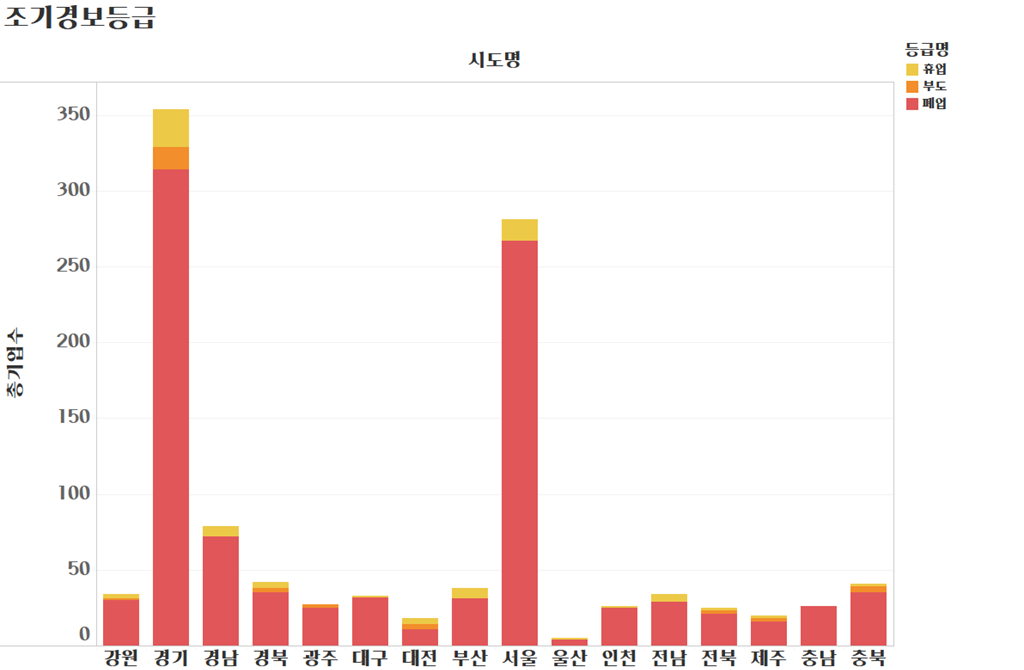 조기경보등급
시도명
등급명
휴업
부도
폐업
총기업수
350
300
250
200
150
100
50
0
강원 경기 경남 경북 광주 대구 대전 부산 서울 울산 인천 전남 전북 제주 충남 충북